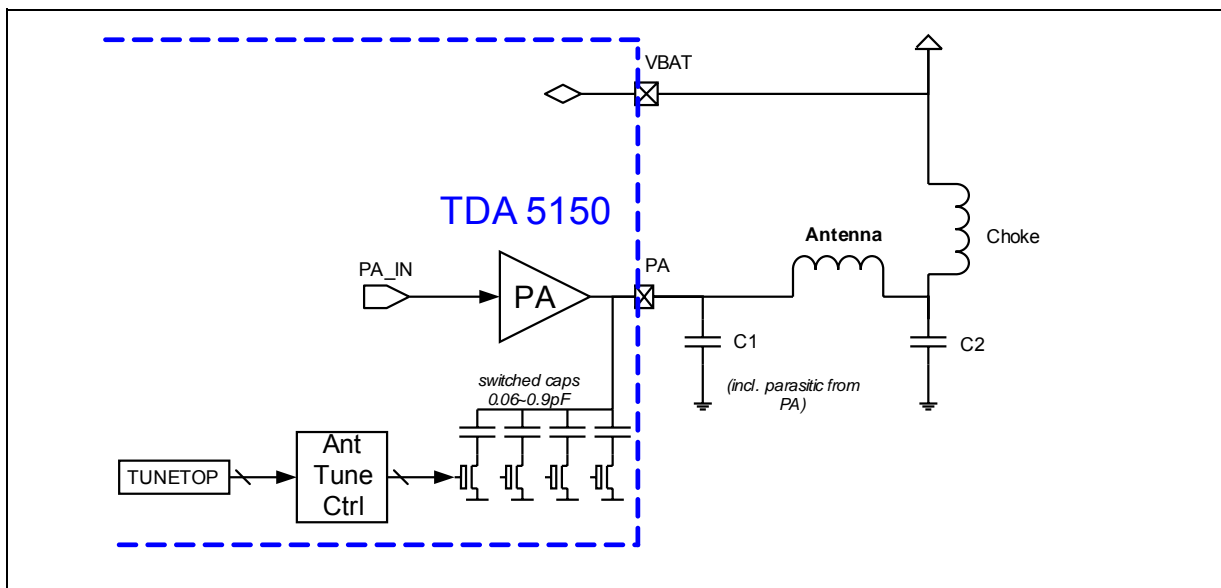 VBAT
TDA 5150
Antenna
Choke
PA_IN
PA
PA
C1
C2
switched caps
0.06~0.9pF
(incl. parasitic from
PA)
TUNETOP
Ant
Tune
Ctrl